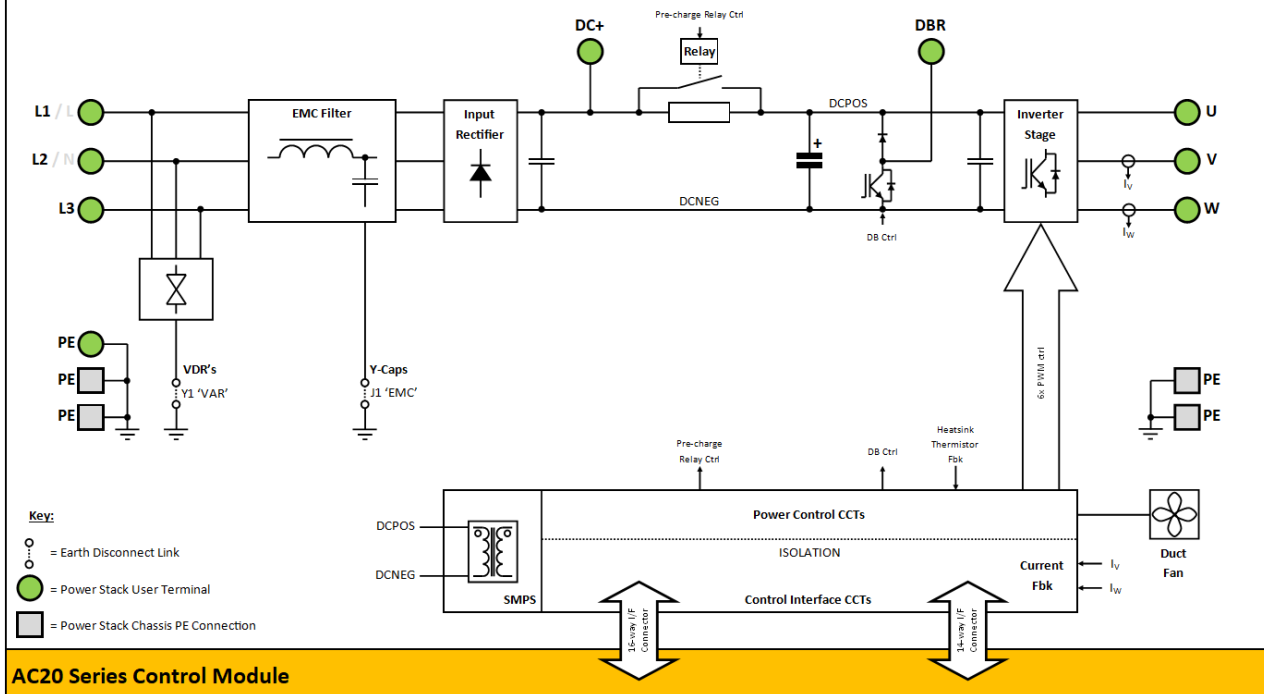 Pre-charge Relay Ctrl
DC+
DBR
Relay
L1 / L
EMC Filter
Input
Rectifier
DCPOS
Inverter
Stage
U
L2 / N
+
V
IV
L3
DCNEG
W
IW
DB Ctrl
PE
VDR's
Y-Caps
PE
Y1 'VAR'
J1 'EMC'
6x PWM ctrl
PE
PE
PE
Pre-charge
Relay Ctrl
DB Ctrl
Heatsink
Thermistor
Fbk
Key:
= Earth Disconnect Link
= Power Stack User Terminal
= Power Stack Chassis PE Connection
DCPOS
DCNEG
SMPS
Power Control CCTs
ISOLATION
Control Interface CCTs
Current
Fbk
IV
IW
Duct
Fan
16-way I/F
Connector
14-way I/F
Connector
AC20 Series Control Module